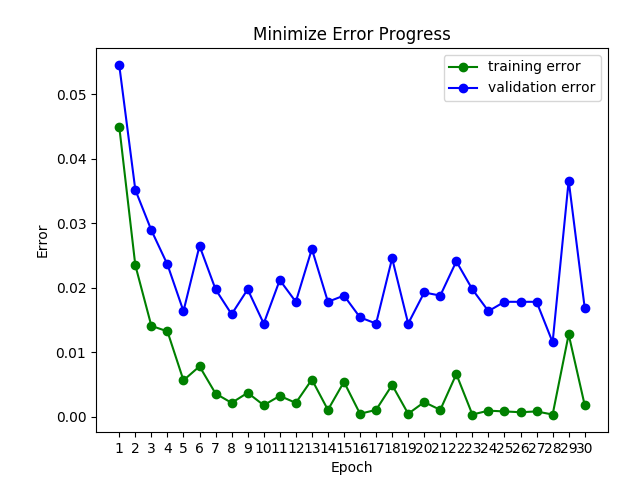 Minimize Error Progress
training error
validation error
0.05
0.04
0.03
0.02
0.01
0.00
Error
1 2 3 4 5 6 7 8 9 10 11 12 13 14 15 16 17 18 19 20 21 22 23 24 25 26 27 28 29 30
Epoch